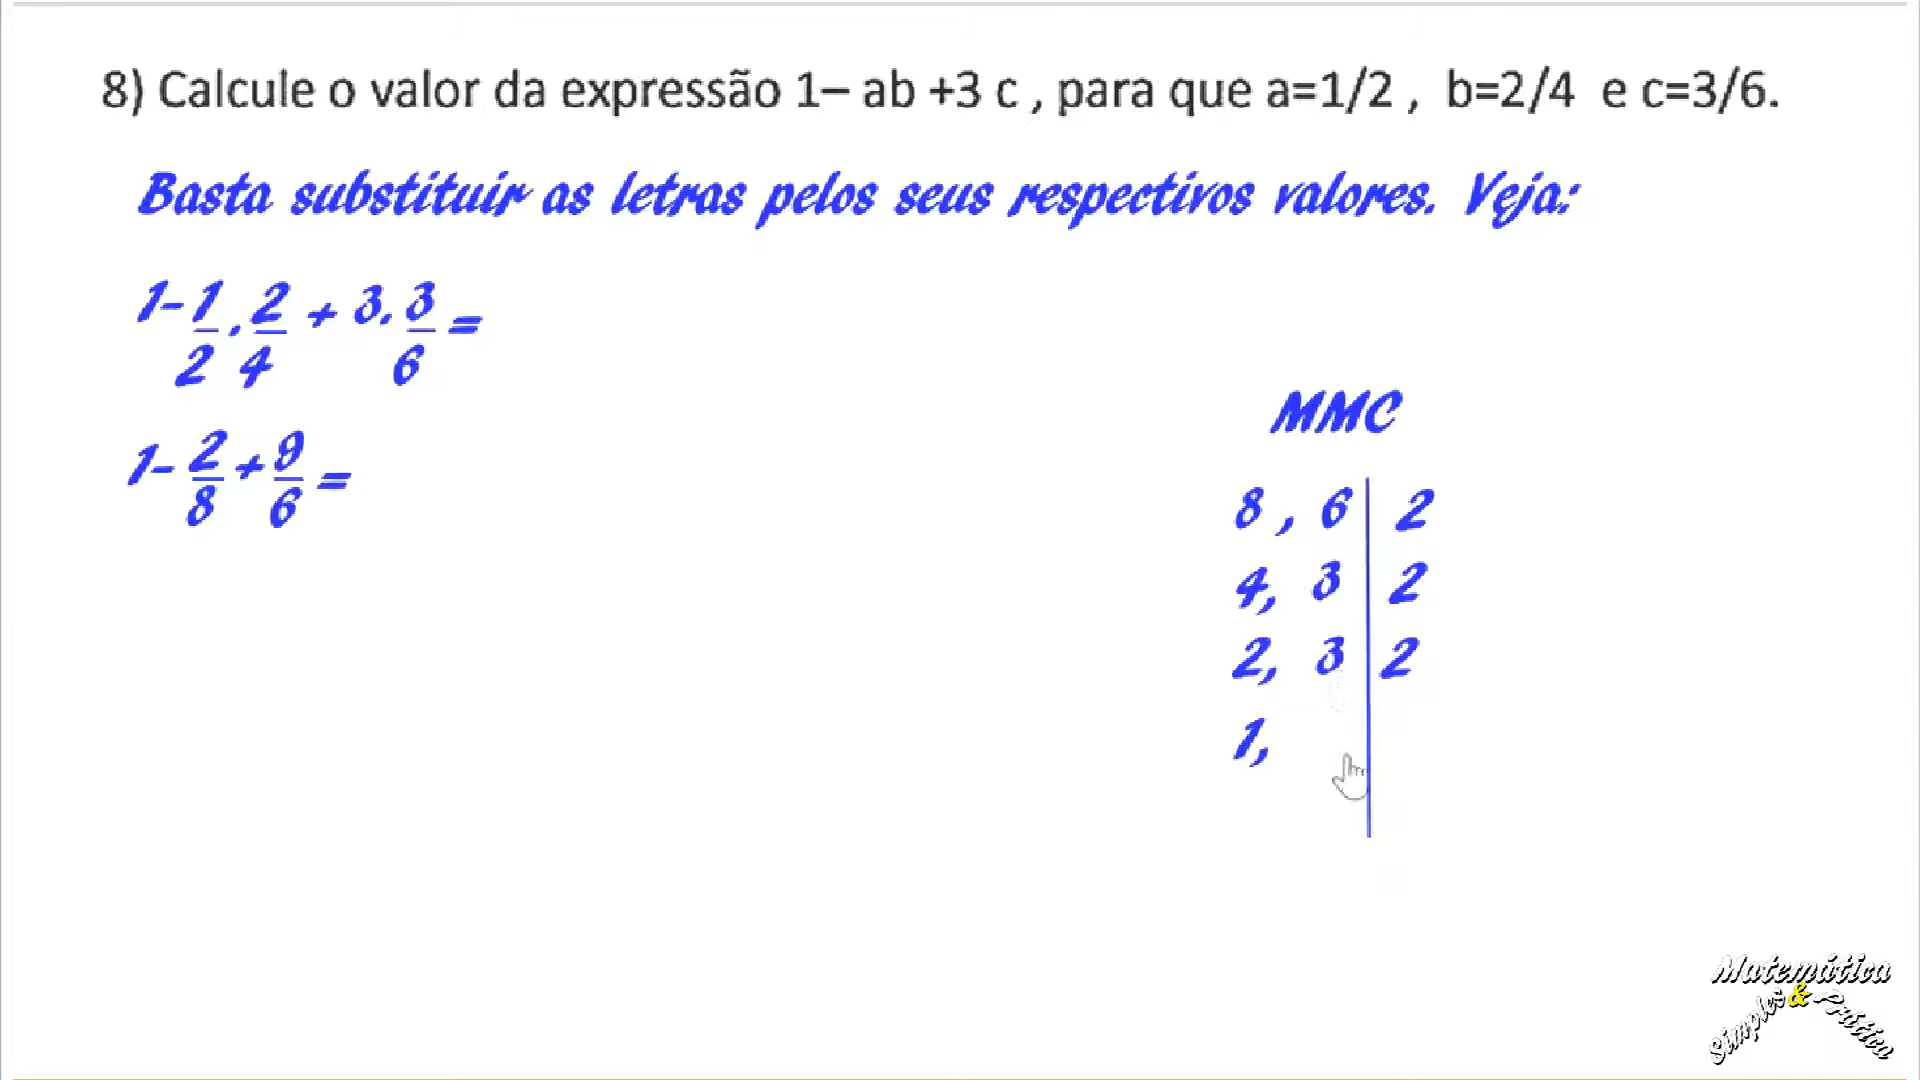 8) Calcule o valor da expressão 1– ab +3 c , para que a=1/2 , b=2/4 e c=3/6.
Basta substituir as letras pelos seus respectivos valores. Veja:
1- 1/2 . 2/4 + 3. 3/6 =
1- 2/8 + 9/6 =
MMC
8 , 6 | 2
4, 3 | 2
2, 3 | 2
1,
Matemática
Simples & Prática